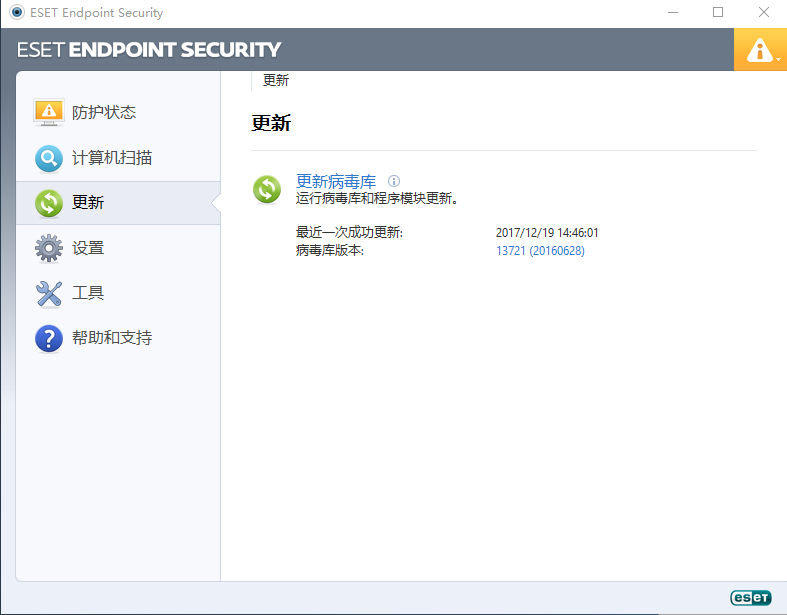 ESET Endpoint Security
ESET ENDPOINT SECURITY
防护状态
计算机扫描
更新
设置
工具
帮助和支持
更新
更新
更新病毒库
运行病毒库和程序模块更新。
最近一次成功更新: 2017/12/19 14:46:01
病毒库版本: 13721 (20160628)
eset